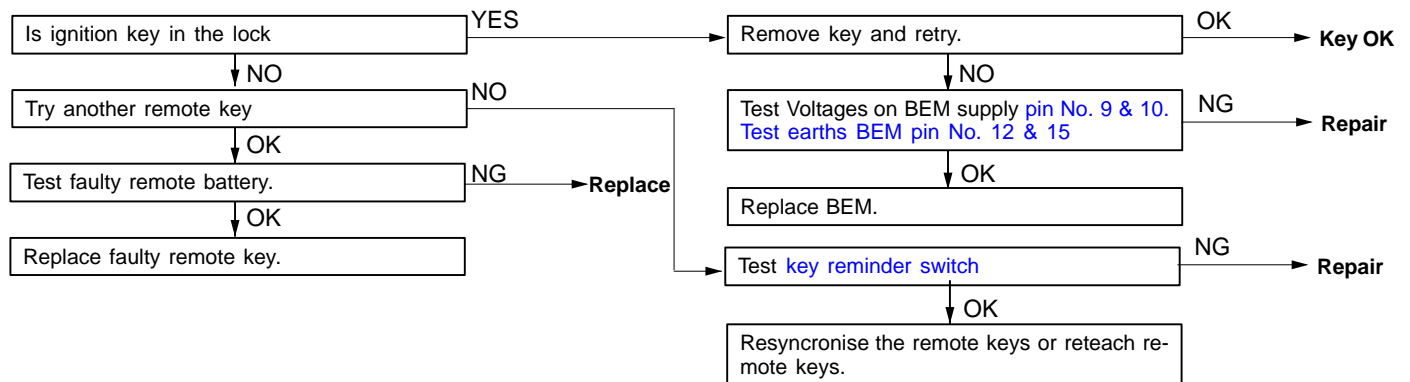 Is ignition key in the lock
YES
Remove key and retry.
OK
Key OK
NO
NO
Try another remote key
NO
Test Voltages on BEM supply pin No. 9 & 10.
Test earths BEM pin No. 12 & 15
NG
Repair
OK
OK
Test faulty remote battery.
NG
Replace
Replace BEM.
OK
Replace faulty remote key.
Test key reminder switch
NG
Repair
OK
Resyncronise the remote keys or reteach re-
mote keys.